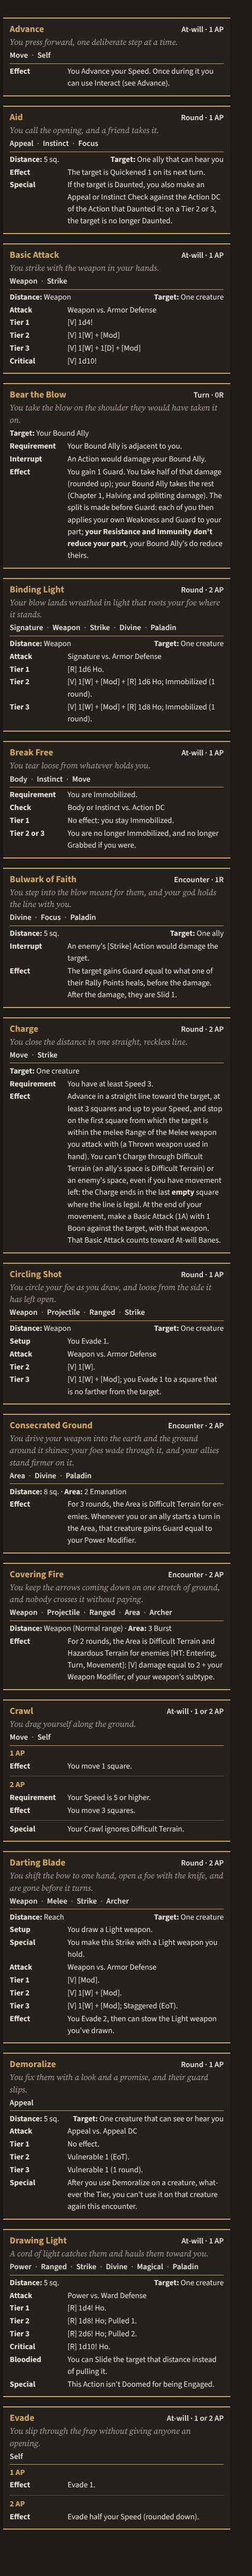 Advance At-will · 1 AP
You press forward, one deliberate step at a time.
Move · Self
Effect You Advance your Speed. Once during it you
can use Interact (see Advance).
Aid Round · 1 AP
You call the opening, and a friend takes it.
Appeal · Instinct · Focus
Distance: 5 sq. Target: One ally that can hear you
Effect The target is Quickened 1 on its next turn.
Special If the target is Daunted, you also make an
Appeal or Instinct Check against the Action DC
of the Action that Daunted it: on a Tier 2 or 3,
the target is no longer Daunted.
Basic Attack At-will · 1 AP
You strike with the weapon in your hands.
Weapon · Strike
Distance: Weapon Target: One creature
Attack Weapon vs. Armor Defense
Tier 1 [V] 1d4!
Tier 2 [V] 1[W] + [Mod]
Tier 3 [V] 1[W] + 1[D] + [Mod]
Critical [V] 1d10!
Bear the Blow Turn · 0R
You take the blow on the shoulder they would have taken it
on.
Target: Your Bound Ally
Requirement Your Bound Ally is adjacent to you.
Interrupt An Action would damage your Bound Ally.
Effect You gain 1 Guard. You take half of that damage
(rounded up); your Bound Ally takes the rest
(Chapter 1, Halving and splitting damage). The
split is made before Guard: each of you then
applies your own Weakness and Guard to your
part; your Resistance and Immunity don't
reduce your part, your Bound Ally's do reduce
theirs.
Binding Light Round · 2 AP
Your blow lands wreathed in light that roots your foe where
it stands.
Signature · Weapon · Strike · Divine · Paladin
Distance: Weapon Target: One creature
Attack Signature vs. Armor Defense
Tier 1 [R] 1d6 Ho.
Tier 2 [V] 1[W] + [Mod] + [R] 1d6 Ho; Immobilized (1
round).
Tier 3 [V] 1[W] + [Mod] + [R] 1d8 Ho; Immobilized (1
round).
Break Free At-will · 1 AP
You tear loose from whatever holds you.
Body · Instinct · Move
Requirement You are Immobilized.
Check Body or Instinct vs. Action DC
Tier 1 No effect: you stay Immobilized.
Tier 2 or 3 You are no longer Immobilized, and no longer
Grabbed if you were.
Bulwark of Faith Encounter · 1R
You step into the blow meant for them, and your god holds
the line with you.
Divine · Focus · Paladin
Distance: 5 sq. Target: One ally
Interrupt An enemy's [Strike] Action would damage the
target.
Effect The target gains Guard equal to what one of
their Rally Points heals, before the damage.
After the damage, they are Slid 1.
Charge Round · 2 AP
You close the distance in one straight, reckless line.
Move · Strike
Target: One creature
Requirement You have at least Speed 3.
Effect Advance in a straight line toward the target, at
least 3 squares and up to your Speed, and stop
on the first square from which the target is
within the melee Range of the Melee weapon
you attack with (a Thrown weapon used in
hand). You can't Charge through Difficult
Terrain (an ally's space is Difficult Terrain) or
an enemy's space, even if you have movement
left: the Charge ends in the last empty square
where the line is legal. At the end of your
movement, make a Basic Attack (1A) with 1
Boon against the target, with that weapon.
That Basic Attack counts toward At-will Banes.
Circling Shot Round · 1 AP
You circle your foe as you draw, and loose from the side it
has left open.
Weapon · Projectile · Ranged · Strike
Distance: Weapon Target: One creature
Setup You Evade 1.
Attack Weapon vs. Armor Defense
Tier 2 [V] 1[W].
Tier 3 [V] 1[W] + [Mod]; you Evade 1 to a square that
is no farther from the target.
Consecrated Ground Encounter · 2 AP
You drive your weapon into the earth and the ground
around it shines: your foes wade through it, and your allies
stand firmer on it.
Area · Divine · Paladin
Distance: 8 sq. · Area: 2 Emanation
Effect For 3 rounds, the Area is Difficult Terrain for en-
emies. Whenever you or an ally starts a turn in
the Area, that creature gains Guard equal to
your Power Modifier.
Covering Fire Encounter · 2 AP
You keep the arrows coming down on one stretch of ground,
and nobody crosses it without paying.
Weapon · Projectile · Ranged · Area · Archer
Distance: Weapon (Normal range) · Area: 3 Burst
Effect For 2 rounds, the Area is Difficult Terrain and
Hazardous Terrain for enemies [HT: Entering,
Turn, Movement]: [V] damage equal to 2 + your
Weapon Modifier, of your weapon's subtype.
Crawl At-will · 1 or 2 AP
You drag yourself along the ground.
Move · Self
1 AP
Effect You move 1 square.
2 AP
Requirement Your Speed is 5 or higher.
Effect You move 3 squares.
Special Your Crawl ignores Difficult Terrain.
Darting Blade Round · 2 AP
You shift the bow to one hand, open a foe with the knife, and
are gone before it turns.
Weapon · Melee · Strike · Archer
Distance: Reach Target: One creature
Setup You draw a Light weapon.
Special You make this Strike with a Light weapon you
hold.
Attack Weapon vs. Armor Defense
Tier 1 [V] [Mod].
Tier 2 [V] 1[W] + [Mod].
Tier 3 [V] 1[W] + [Mod]; Staggered (EoT).
Effect You Evade 2, then can stow the Light weapon
you've drawn.
Demoralize Round · 1 AP
You fix them with a look and a promise, and their guard
slips.
Appeal
Distance: 5 sq. Target: One creature that can see or hear you
Attack Appeal vs. Appeal DC
Tier 1 No effect.
Tier 2 Vulnerable 1 (EoT).
Tier 3 Vulnerable 1 (1 round).
Special After you use Demoralize on a creature, what-
ever the Tier, you can't use it on that creature
again this encounter.
Drawing Light At-will · 1 AP
A cord of light catches them and hauls them toward you.
Power · Ranged · Strike · Divine · Magical · Paladin
Distance: 5 sq. Target: One creature
Attack Power vs. Ward Defense
Tier 1 [R] 1d4! Ho.
Tier 2 [R] 1d8! Ho; Pulled 1.
Tier 3 [R] 2d6! Ho; Pulled 2.
Critical [R] 1d10! Ho.
Bloodied You can Slide the target that distance instead
of pulling it.
Special This Action isn't Doomed for being Engaged.
Evade At-will · 1 or 2 AP
You slip through the fray without giving anyone an
opening.
Self
1 AP
Effect Evade 1.
2 AP
Effect Evade half your Speed (rounded down).